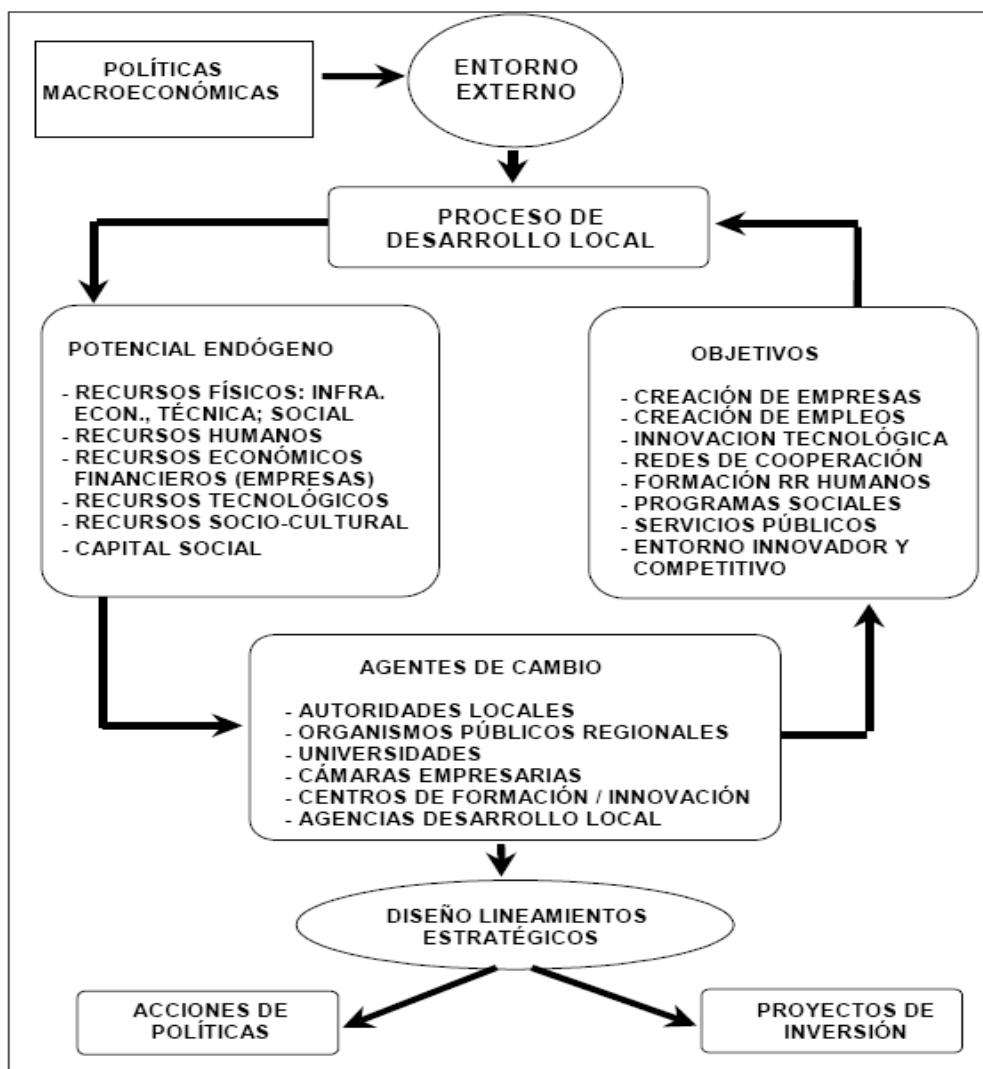 POLÍTICAS
MACROECONÓMICAS
ENTORNO
EXTERNO
PROCESO DE
DESARROLLO LOCAL
POTENCIAL ENDÓGENO
- RECURSOS FÍSICOS: INFRA.
ECON., TÉCNICA; SOCIAL
- RECURSOS HUMANOS
- RECURSOS ECONÓMICOS
FINANCIEROS (EMPRESAS)
- RECURSOS TECNOLÓGICOS
- RECURSOS SOCIO-CULTURAL
- CAPITAL SOCIAL
OBJETIVOS
- CREACIÓN DE EMPRESAS
- CREACIÓN DE EMPLEOS
- INNOVACION TECNOLÓGICA
- REDES DE COOPERACIÓN
- FORMACIÓN RR HUMANOS
- PROGRAMAS SOCIALES
- SERVICIOS PÚBLICOS
- ENTORNO INNOVADOR Y
COMPETITIVO
AGENTES DE CAMBIO
- AUTORIDADES LOCALES
- ORGANISMOS PÚBLICOS REGIONALES
- UNIVERSIDADES
- CÁMARAS EMPRESARIAS
- CENTROS DE FORMACIÓN / INNOVACIÓN
- AGENCIAS DESARROLLO LOCAL
DISEÑO LINEAMIENTOS
ESTRATÉGICOS
ACCIONES DE
POLÍTICAS
PROYECTOS DE
INVERSIÓN